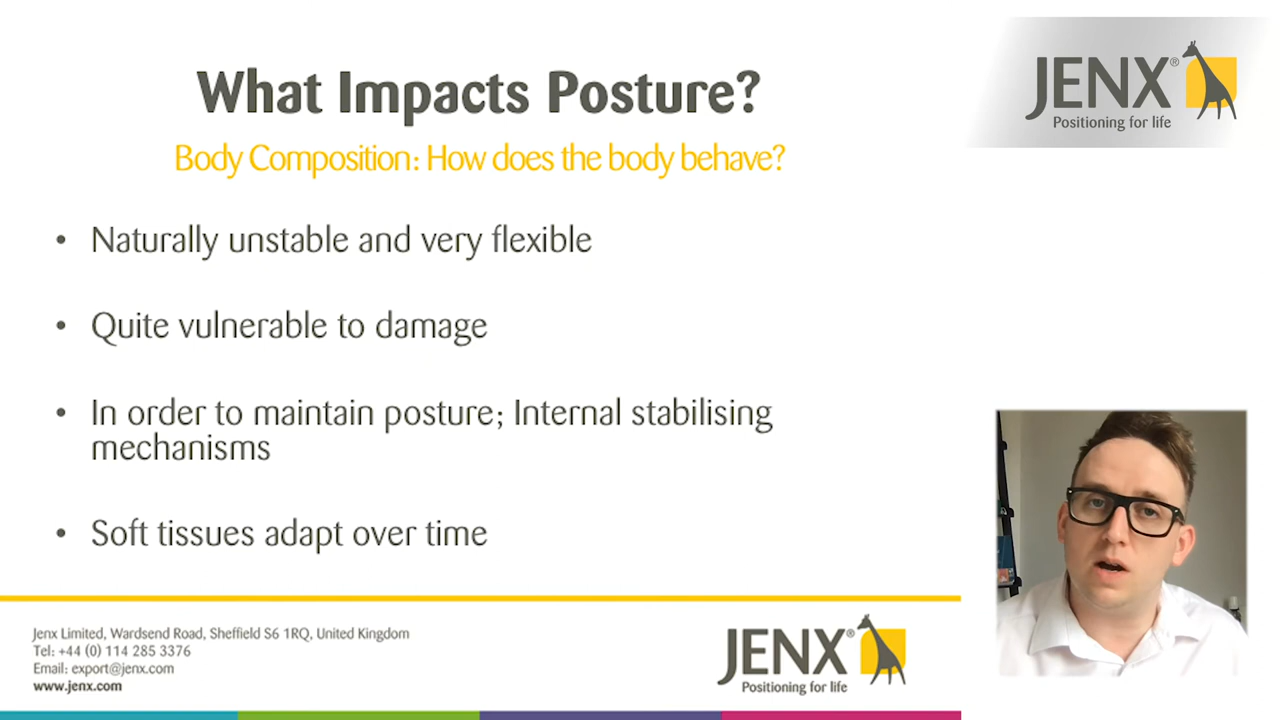 What Impacts Posture?
Body Composition: How does the body behave?
• Naturally unstable and very flexible
• Quite vulnerable to damage
• In order to maintain posture; Internal stabilising
mechanisms
• Soft tissues adapt over time
Jenx Limited, Wardsend Road, Sheffield S6 1RQ, United Kingdom
Tel: +44 (0) 114 285 3376
Email: export@jenx.com
www.jenx.com
JENX®
Positioning for life
JENX®
Positioning for life